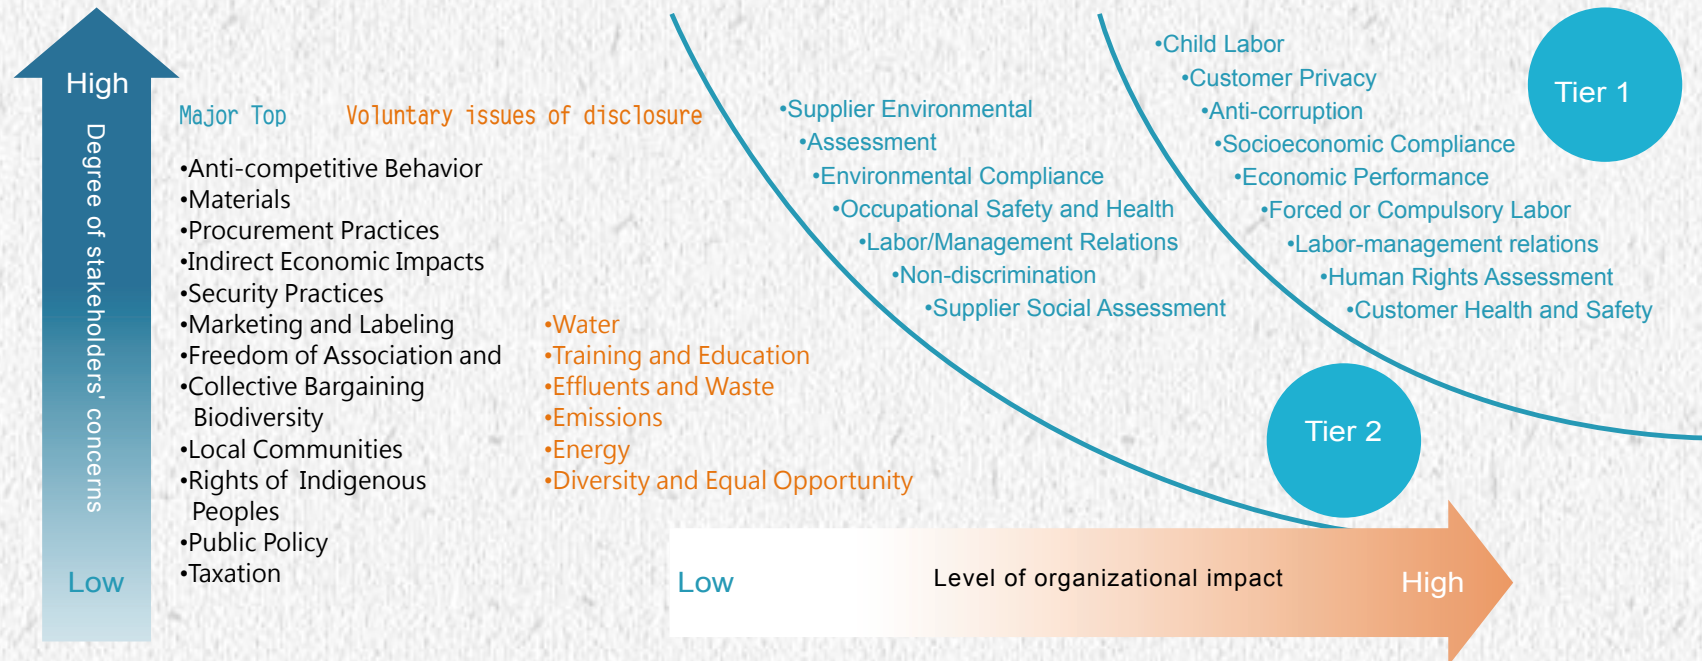 High
Degree of stakeholders' concerns
Low
Major Top
Voluntary issues of disclosure
•Anti-competitive Behavior
•Materials
•Procurement Practices
•Indirect Economic Impacts
•Security Practices
•Marketing and Labeling
•Freedom of Association and
•Collective Bargaining
Biodiversity
•Local Communities
•Rights of Indigenous
Peoples
•Public Policy
•Taxation
•Water
•Training and Education
•Effluents and Waste
•Emissions
•Energy
•Diversity and Equal Opportunity
•Supplier Environmental
•Assessment
•Environmental Compliance
•Occupational Safety and Health
•Labor/Management Relations
•Non-discrimination
•Supplier Social Assessment
Tier 2
•Child Labor
•Customer Privacy
•Anti-corruption
•Socioeconomic Compliance
•Economic Performance
•Forced or Compulsory Labor
•Labor-management relations
•Human Rights Assessment
•Customer Health and Safety
Tier 1
Low
Level of organizational impact
High